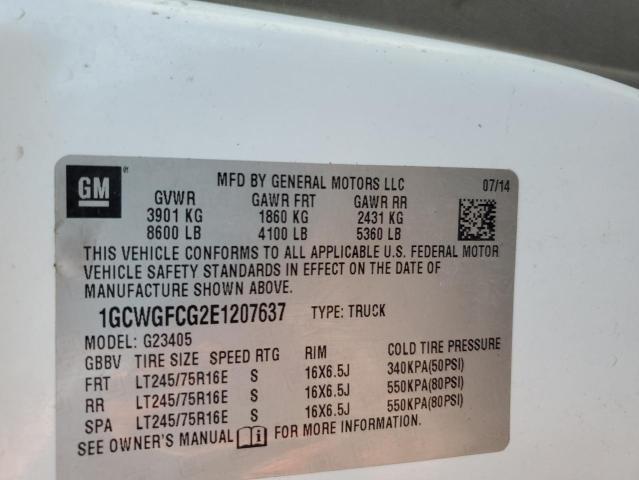 GM
MFD BY GENERAL MOTORS LLC 07/14
GVWR GAWR FRT GAWR RR
3901 KG 1860 KG 2431 KG
8600 LB 4100 LB 5360 LB
THIS VEHICLE CONFORMS TO ALL APPLICABLE U.S. FEDERAL MOTOR
VEHICLE SAFETY STANDARDS IN EFFECT ON THE DATE OF
MANUFACTURE SHOWN ABOVE.
1GCWGFCG2E1207637 TYPE: TRUCK
MODEL: G23405
GBBV TIRE SIZE SPEED RTG RIM COLD TIRE PRESSURE
FRT LT245/75R16E S 16X6.5J 340KPA(50PSI)
RR LT245/75R16E S 16X6.5J 550KPA(80PSI)
SPA LT245/75R16E S 16X6.5J 550KPA(80PSI)
SEE OWNER'S MANUAL FOR MORE INFORMATION.